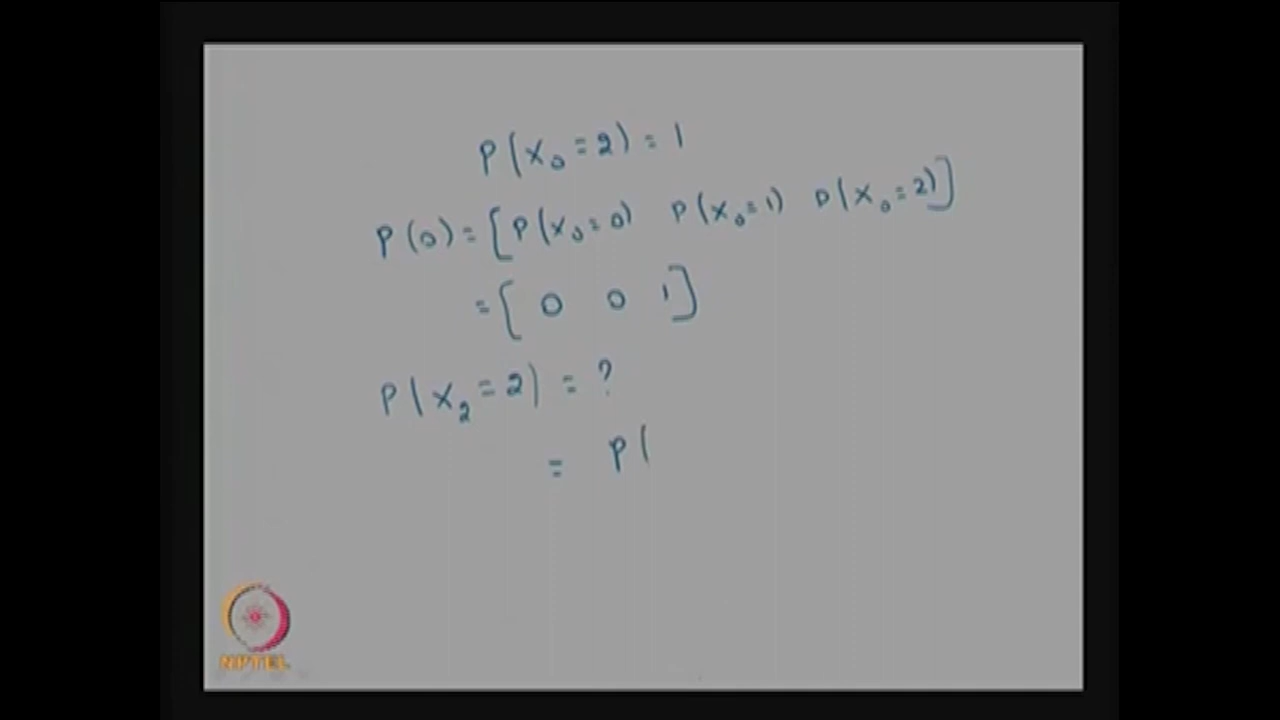 P(X₀ = 2) = 1
P(0) = [P(X₀ = 0) P(X₀ = 1) P(X₀ = 2)]
= [0 0 1]
P(X₂ = 2) = ?
= P(
NPTEL